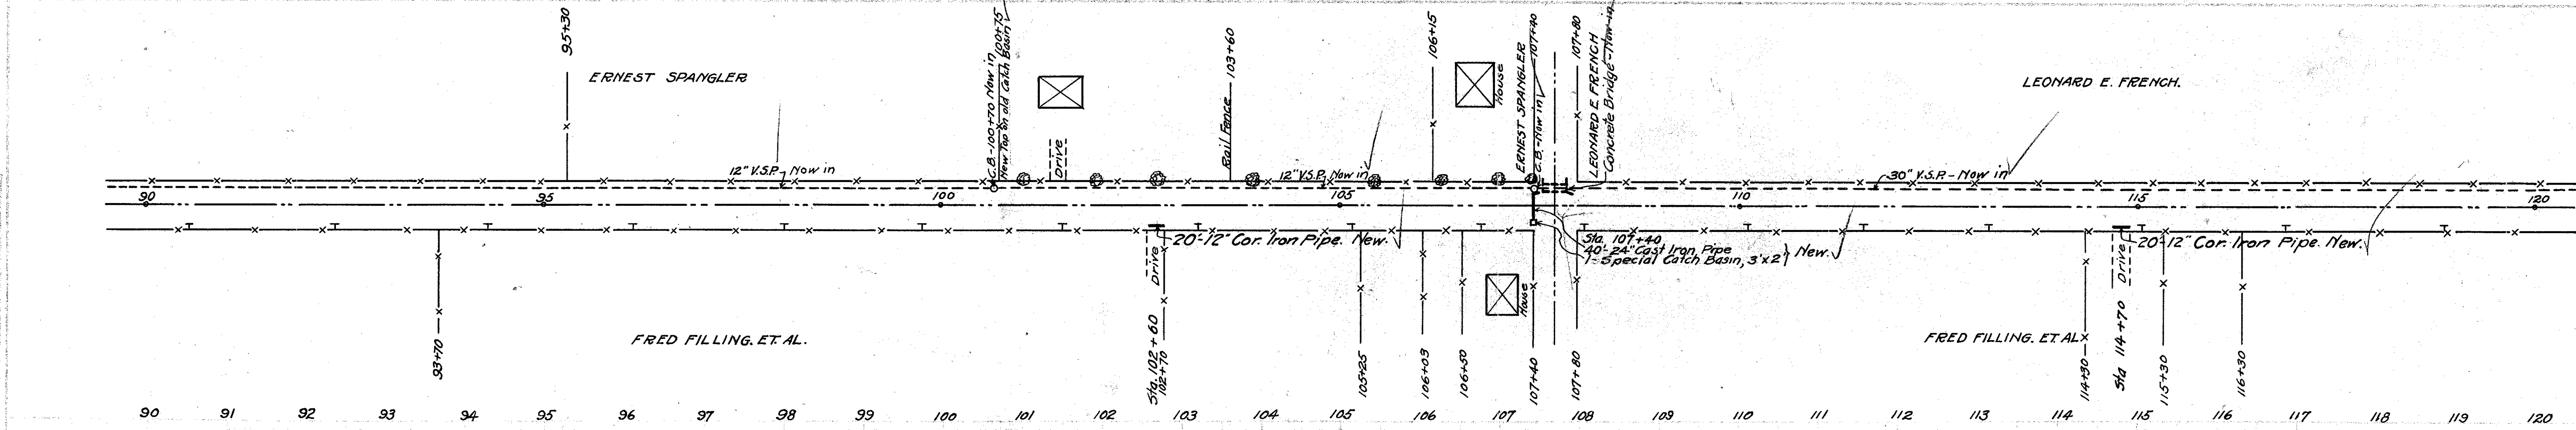 95+30
ERNEST SPANGLER
C.B.-100+70 Now in
100+75
New Top on old Catch Basin
Drive
Rail Fence 103+60
106+15
House
ERNEST SPANGLER
C.B.-Now in
107+40
107+80
LEONARD E. FRENCH
Concrete Bridge-Now in
LEONARD E. FRENCH.
12" V.S.P. Now in
12" V.S.P. Now in
30" V.S.P. - Now in
90
95
100
105
110
115
120
20'-12" Cor. Iron Pipe. New.
Sta. 107+40
40'-24" Cast Iron Pipe
1-Special Catch Basin, 3'x2'
New.
20'-12" Cor. Iron Pipe. New.
Drive
House
Drive
FRED FILLING. ET. AL.
FRED FILLING. ET. AL
93+70
Sta. 102+60
102+70
105+25
106+03
106+50
107+40
107+80
114+30
Sta 114+70
115+30
116+30
90 91 92 93 94 95 96 97 98 99 100 101 102 103 104 105 106 107 108 109 110 111 112 113 114 115 116 117 118 119 120